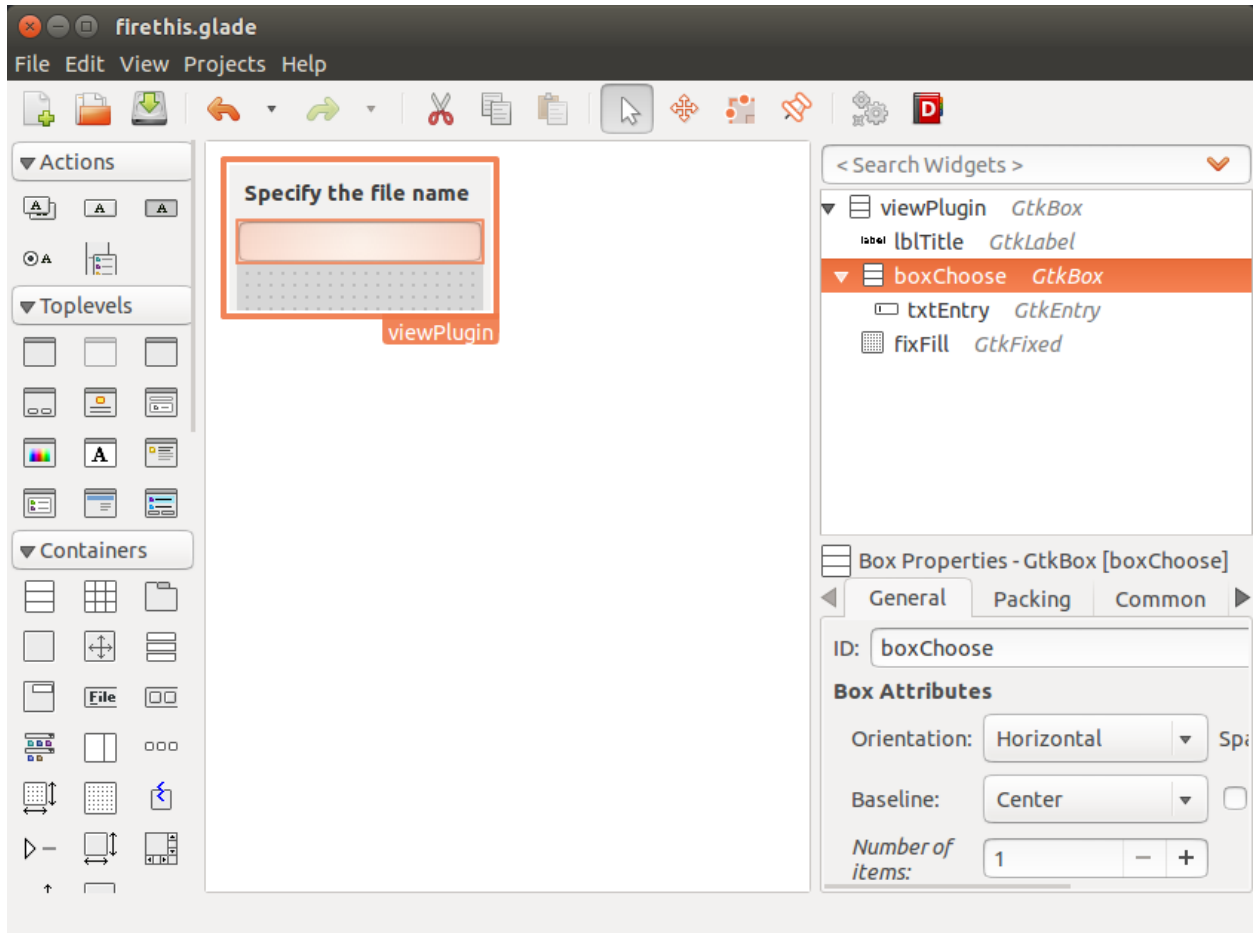 firethis.glade
File Edit View Projects Help
D
Actions
A A A
A
Toplevels
A
Containers
File
Specify the file name
viewPlugin
< Search Widgets >
viewPlugin GtkBox
label lblTitle GtkLabel
boxChoose GtkBox
txtEntry GtkEntry
fixFill GtkFixed
Box Properties - GtkBox [boxChoose]
General Packing Common
ID: boxChoose
Box Attributes
Orientation: Horizontal Spa
Baseline: Center
Number of
items: 1 − +